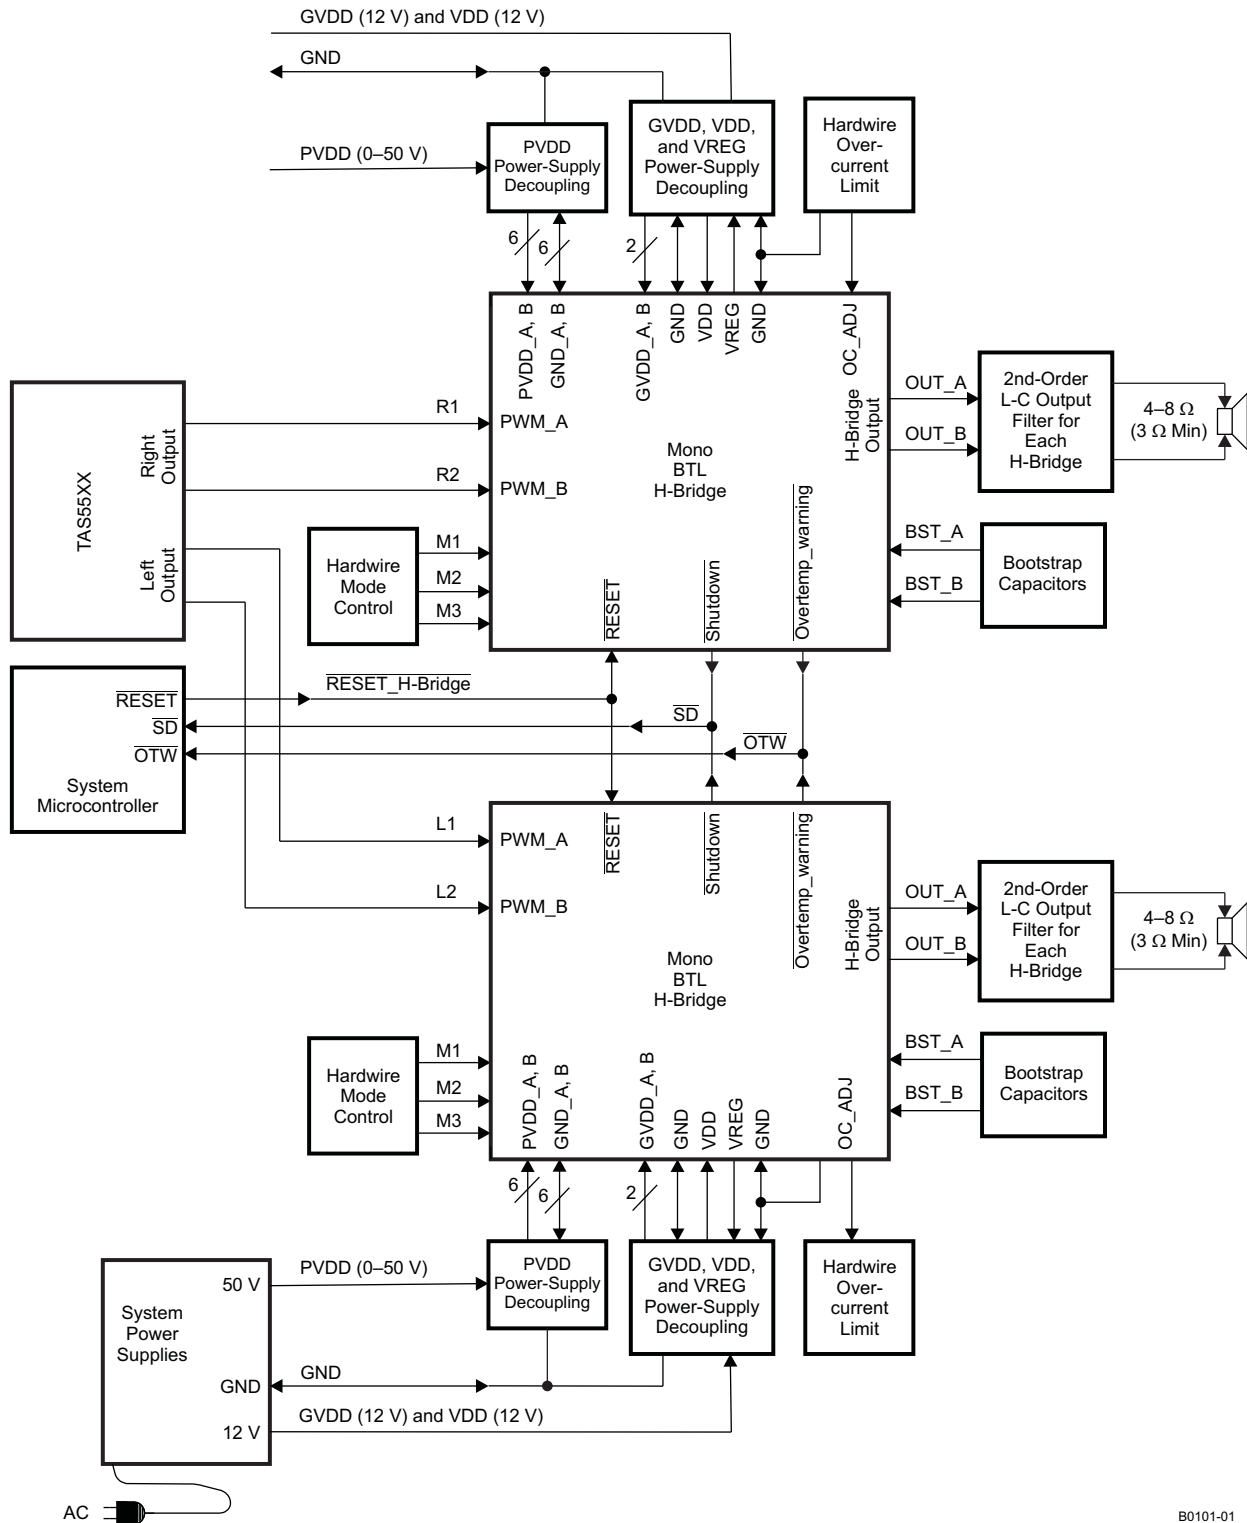 GVDD (12 V) and VDD (12 V)
GND
PVDD (0–50 V)
PVDD
Power-Supply
Decoupling
GVDD, VDD,
and VREG
Power-Supply
Decoupling
Hardwire
Over-
current
Limit
6
6
2
PVDD_A, B
GND_A, B
GVDD_A, B
GND
VDD
VREG
GND
OC_ADJ
TAS55XX
Right
Output
Left
Output
R1
R2
PWM_A
PWM_B
Mono
BTL
H-Bridge
H-Bridge
Output
OUT_A
OUT_B
2nd-Order
L-C Output
Filter for
Each
H-Bridge
4–8 Ω
(3 Ω Min)
Hardwire
Mode
Control
M1
M2
M3
RESET
Shutdown
Overtemp_warning
BST_A
BST_B
Bootstrap
Capacitors
RESET
SD
OTW
System
Microcontroller
RESET_H-Bridge
SD
OTW
L1
L2
PWM_A
PWM_B
RESET
Shutdown
Overtemp_warning
Mono
BTL
H-Bridge
H-Bridge
Output
OUT_A
OUT_B
2nd-Order
L-C Output
Filter for
Each
H-Bridge
4–8 Ω
(3 Ω Min)
Hardwire
Mode
Control
M1
M2
M3
PVDD_A, B
GND_A, B
GVDD_A, B
GND
VDD
VREG
GND
OC_ADJ
BST_A
BST_B
Bootstrap
Capacitors
6
6
2
PVDD
Power-Supply
Decoupling
GVDD, VDD,
and VREG
Power-Supply
Decoupling
Hardwire
Over-
current
Limit
System
Power
Supplies
50 V
GND
12 V
PVDD (0–50 V)
GND
GVDD (12 V) and VDD (12 V)
AC
B0101-01